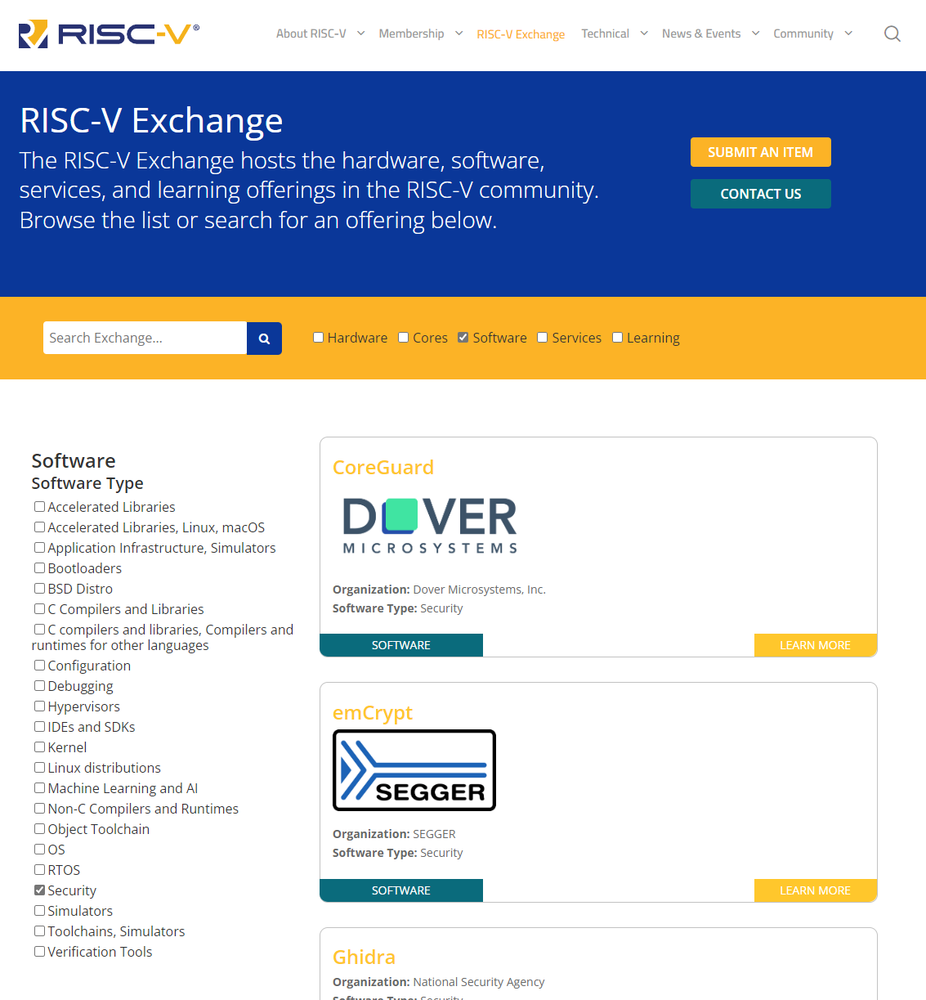 RISC-V®
About RISC-V
Membership
RISC-V Exchange
Technical
News & Events
Community
RISC-V Exchange
The RISC-V Exchange hosts the hardware, software,
services, and learning offerings in the RISC-V community.
Browse the list or search for an offering below.
SUBMIT AN ITEM
CONTACT US
Search Exchange...
Hardware
Cores
Software
Services
Learning
Software
Software Type
Accelerated Libraries
Accelerated Libraries, Linux, macOS
Application Infrastructure, Simulators
Bootloaders
BSD Distro
C Compilers and Libraries
C compilers and libraries, Compilers and
runtimes for other languages
Configuration
Debugging
Hypervisors
IDEs and SDKs
Kernel
Linux distributions
Machine Learning and AI
Non-C Compilers and Runtimes
Object Toolchain
OS
RTOS
Security
Simulators
Toolchains, Simulators
Verification Tools
CoreGuard
DOVER
MICROSYSTEMS
Organization: Dover Microsystems, Inc.
Software Type: Security
SOFTWARE
LEARN MORE
emCrypt
SEGGER
Organization: SEGGER
Software Type: Security
SOFTWARE
LEARN MORE
Ghidra
Organization: National Security Agency
Software Type: Security